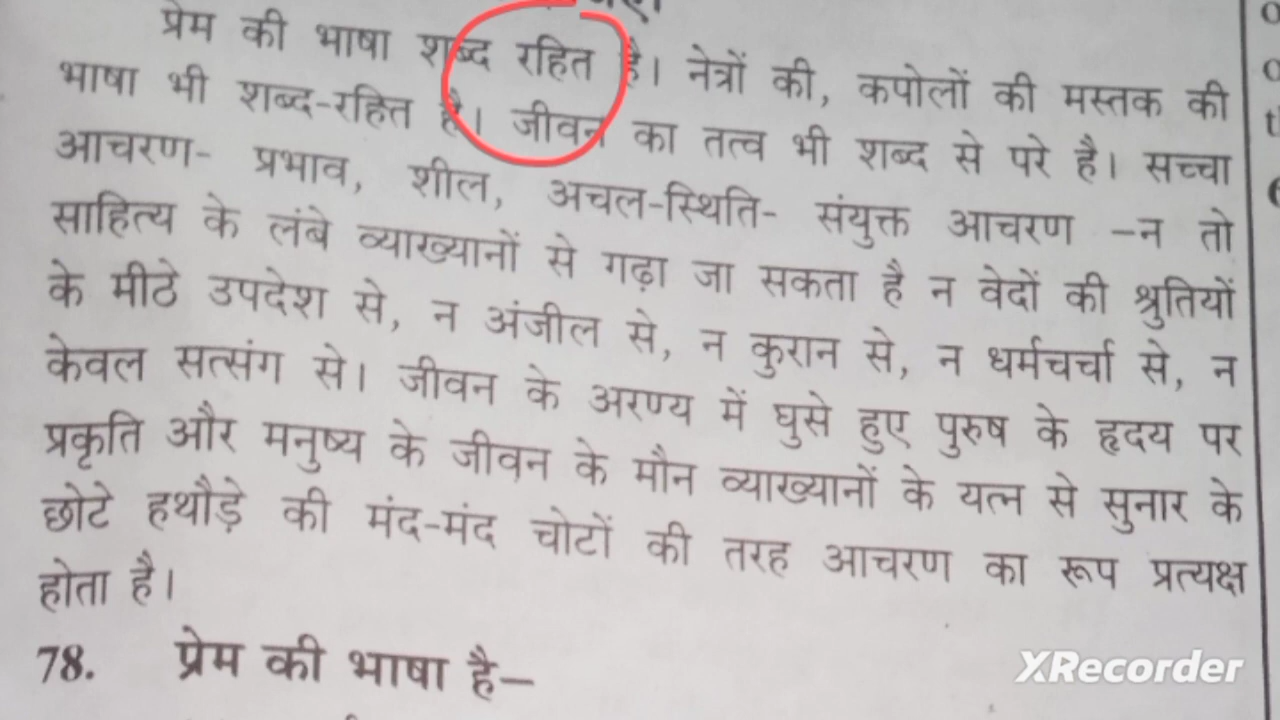 प्रेम की भाषा शब्द रहित है। नेत्रों की, कपोलों की मस्तक की
भाषा भी शब्द-रहित है। जीवन का तत्व भी शब्द से परे है। सच्चा
आचरण- प्रभाव, शील, अचल-स्थिति- संयुक्त आचरण –न तो
साहित्य के लंबे व्याख्यानों से गढ़ा जा सकता है न वेदों की श्रुतियों
के मीठे उपदेश से, न अंजील से, न कुरान से, न धर्मचर्चा से, न
केवल सत्संग से। जीवन के अरण्य में घुसे हुए पुरुष के हृदय पर
प्रकृति और मनुष्य के जीवन के मौन व्याख्यानों के यत्न से सुनार के
छोटे हथौड़े की मंद-मंद चोटों की तरह आचरण का रूप प्रत्यक्ष
होता है।
78. प्रेम की भाषा है–
XRecorder